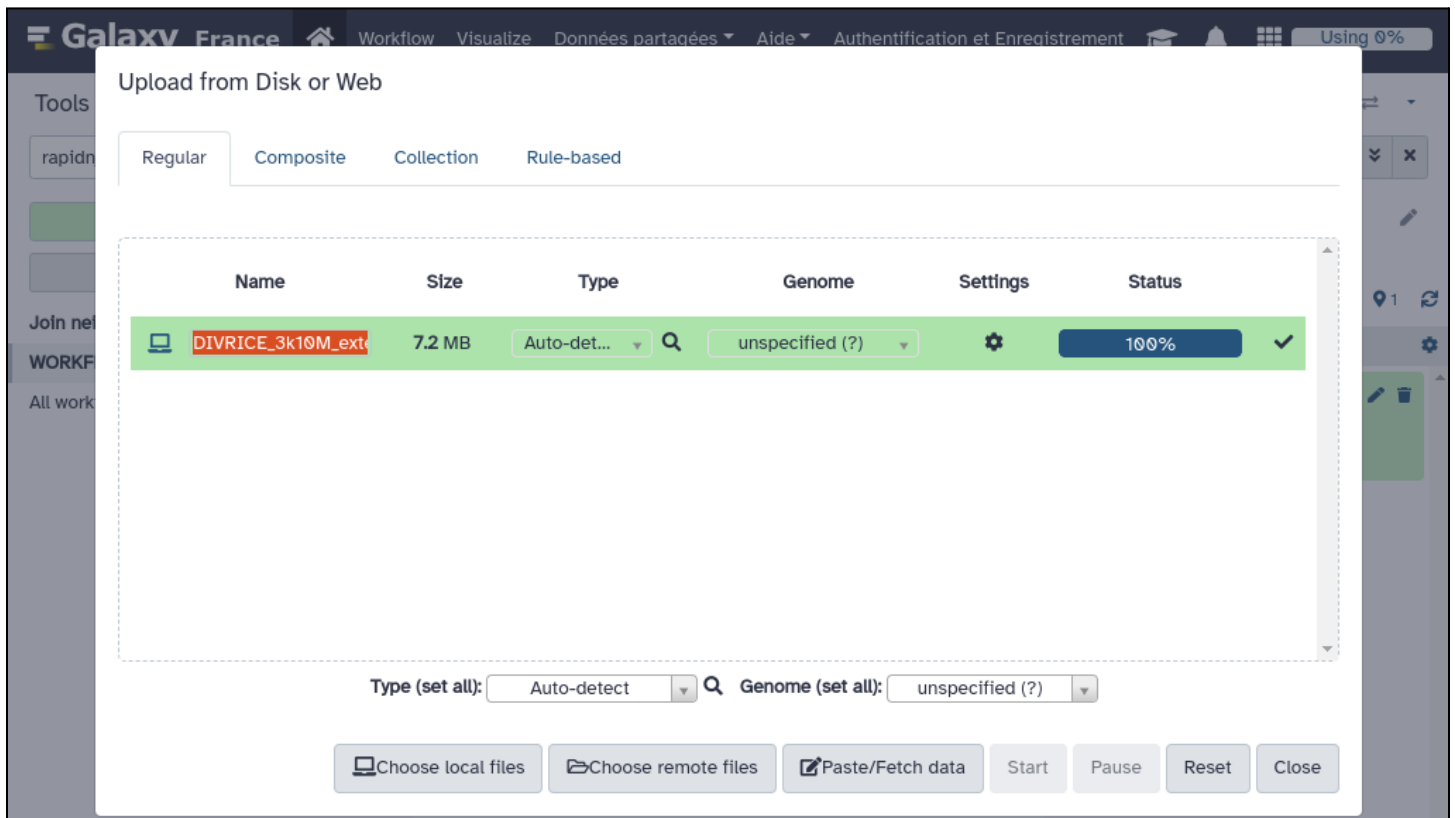 Galaxy France Workflow Visualize Données partagées Aide Authentification et Enregistrement Using 0%
Upload from Disk or Web
Tools
rapidn
Regular Composite Collection Rule-based
Name Size Type Genome Settings Status
1
Join nei
DIVRICE_3k10M_exte 7.2 MB Auto-det... unspecified (?) 100%
WORKF
All work
Type (set all): Auto-detect Genome (set all): unspecified (?)
Choose local files Choose remote files Paste/Fetch data Start Pause Reset Close